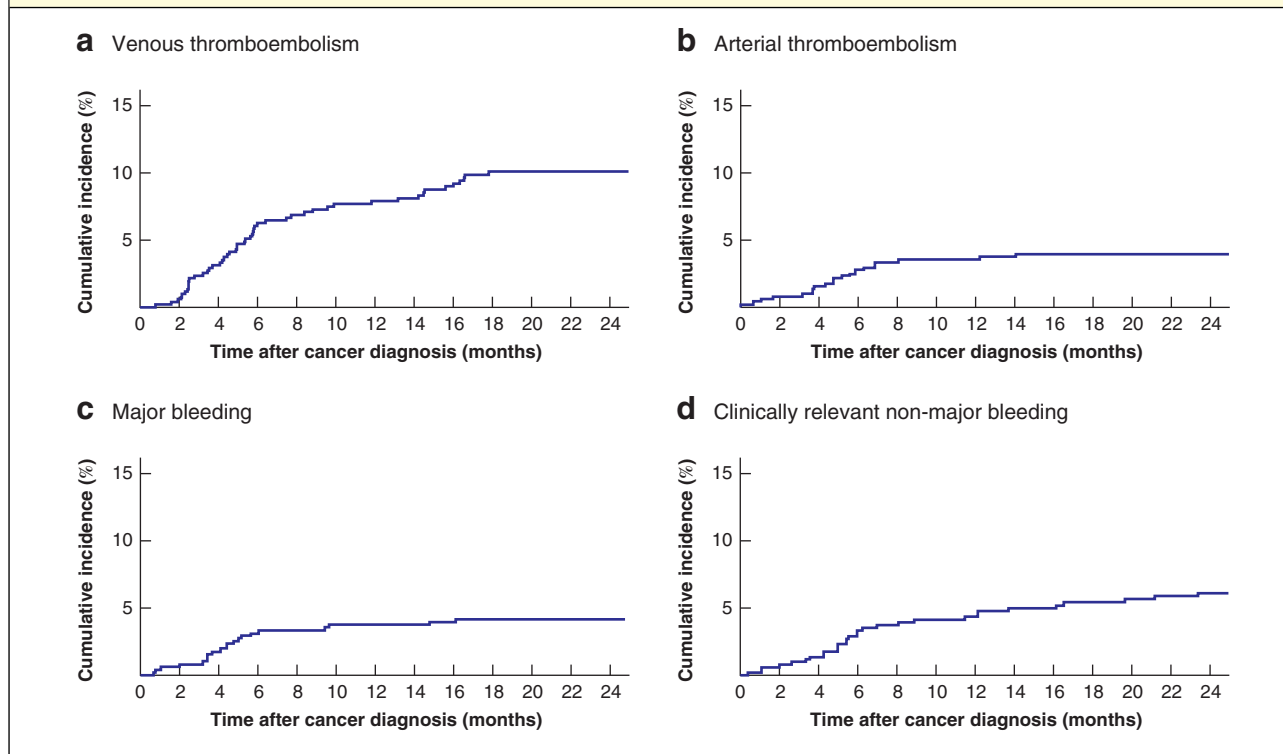 a Venous thromboembolism
Cumulative incidence (%)
15
10
5
0 2 4 6 8 10 12 14 16 18 20 22 24
Time after cancer diagnosis (months)
b Arterial thromboembolism
Cumulative incidence (%)
15
10
5
0 2 4 6 8 10 12 14 16 18 20 22 24
Time after cancer diagnosis (months)
c Major bleeding
Cumulative incidence (%)
15
10
5
0 2 4 6 8 10 12 14 16 18 20 22 24
Time after cancer diagnosis (months)
d Clinically relevant non-major bleeding
Cumulative incidence (%)
15
10
5
0 2 4 6 8 10 12 14 16 18 20 22 24
Time after cancer diagnosis (months)